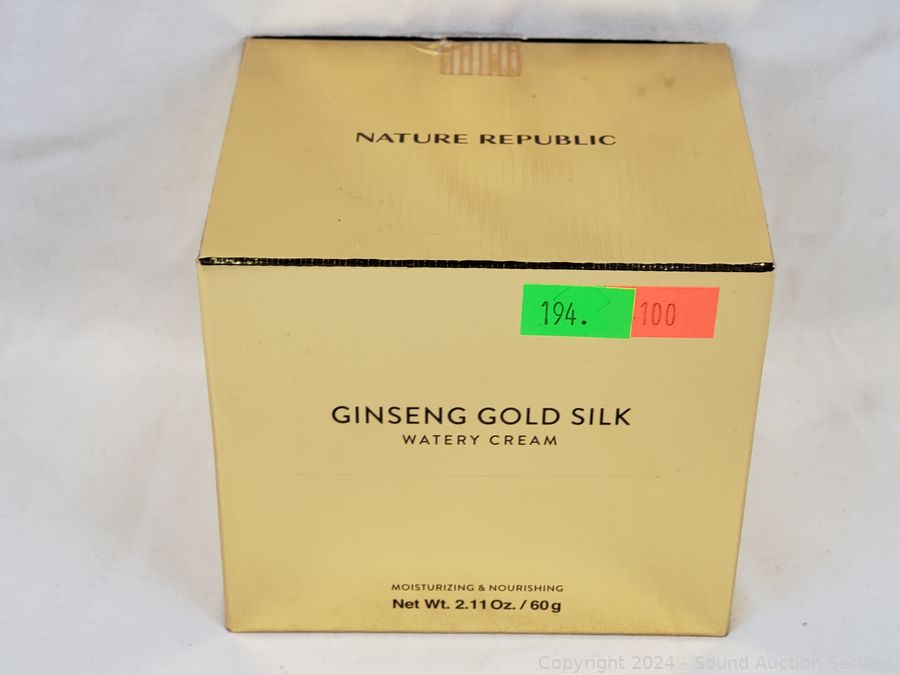 NATURE REPUBLIC
194. 100
GINSENG GOLD SILK
WATERY CREAM
MOISTURIZING & NOURISHING
Net Wt. 2.11 Oz. / 60 g
Copyright 2024 - Sound Auction Service